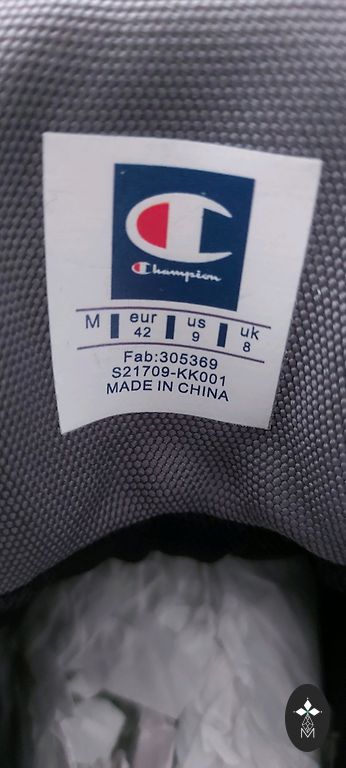 Champion
M eur 42 us 9 uk 8
Fab:305369
S21709-KK001
MADE IN CHINA
M